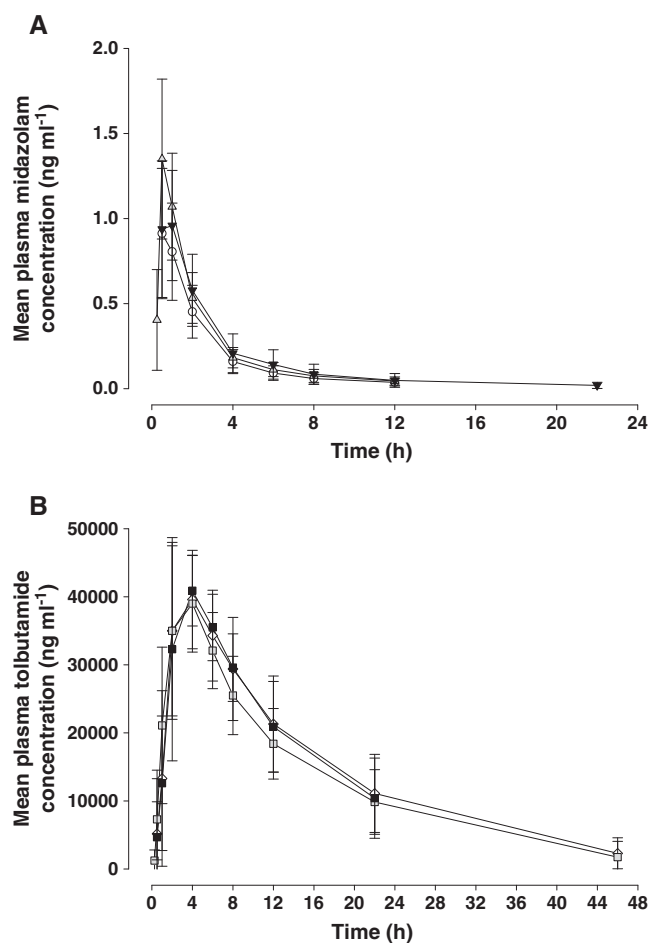 A
Mean plasma midazolam
concentration (ng ml-1)
2.0
1.5
1.0
0.5
0.0
0 4 8 12 16 20 24
Time (h)
B
Mean plasma tolbutamide
concentration (ng ml-1)
50000
40000
30000
20000
10000
0
0 4 8 12 16 20 24 28 32 36 40 44 48
Time (h)